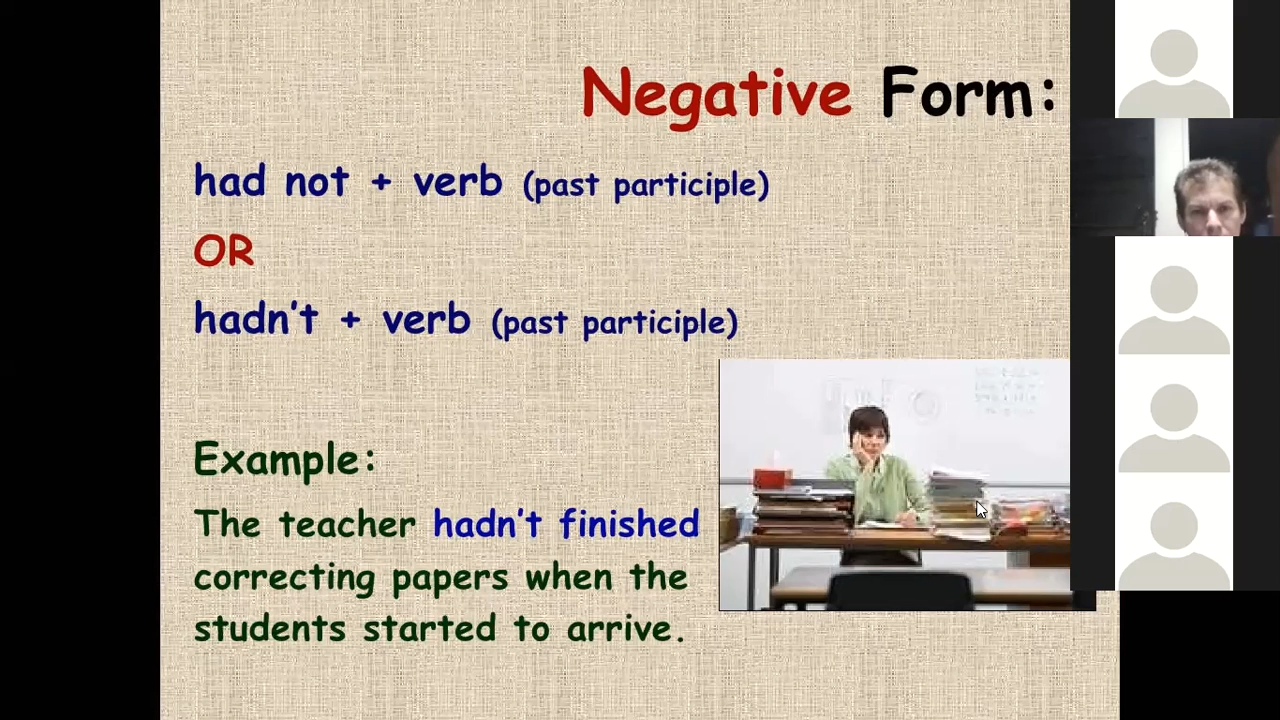 Negative Form:
had not + verb (past participle)
OR
hadn't + verb (past participle)
Example:
The teacher hadn't finished
correcting papers when the
students started to arrive.